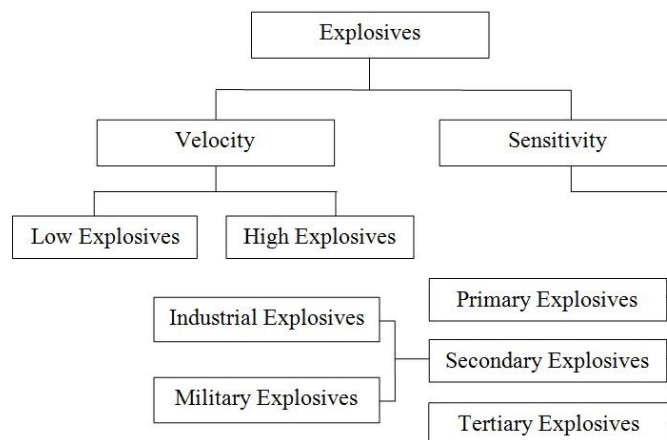 Explosives
Velocity
Sensitivity
Low Explosives
High Explosives
Primary Explosives
Industrial Explosives
Secondary Explosives
Military Explosives
Tertiary Explosives